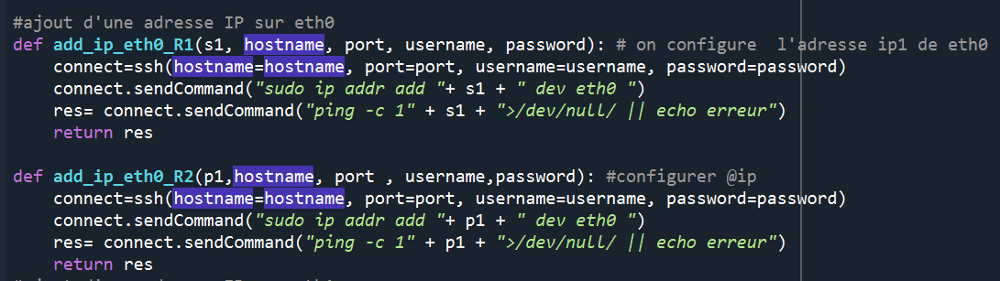 #ajout d'une adresse IP sur eth0
def add_ip_eth0_R1(s1, hostname, port, username, password): # on configure  l'adresse ip1 de eth0
    connect=ssh(hostname=hostname, port=port, username=username, password=password)
    connect.sendCommand("sudo ip addr add "+ s1 + " dev eth0 ")
    res= connect.sendCommand("ping -c 1" + s1 + ">/dev/null/ || echo erreur")
    return res

def add_ip_eth0_R2(p1,hostname, port , username,password): #configurer @ip
    connect=ssh(hostname=hostname, port=port, username=username, password=password)
    connect.sendCommand("sudo ip addr add "+ p1 + " dev eth0 ")
    res= connect.sendCommand("ping -c 1" + p1 + ">/dev/null/ || echo erreur")
    return res